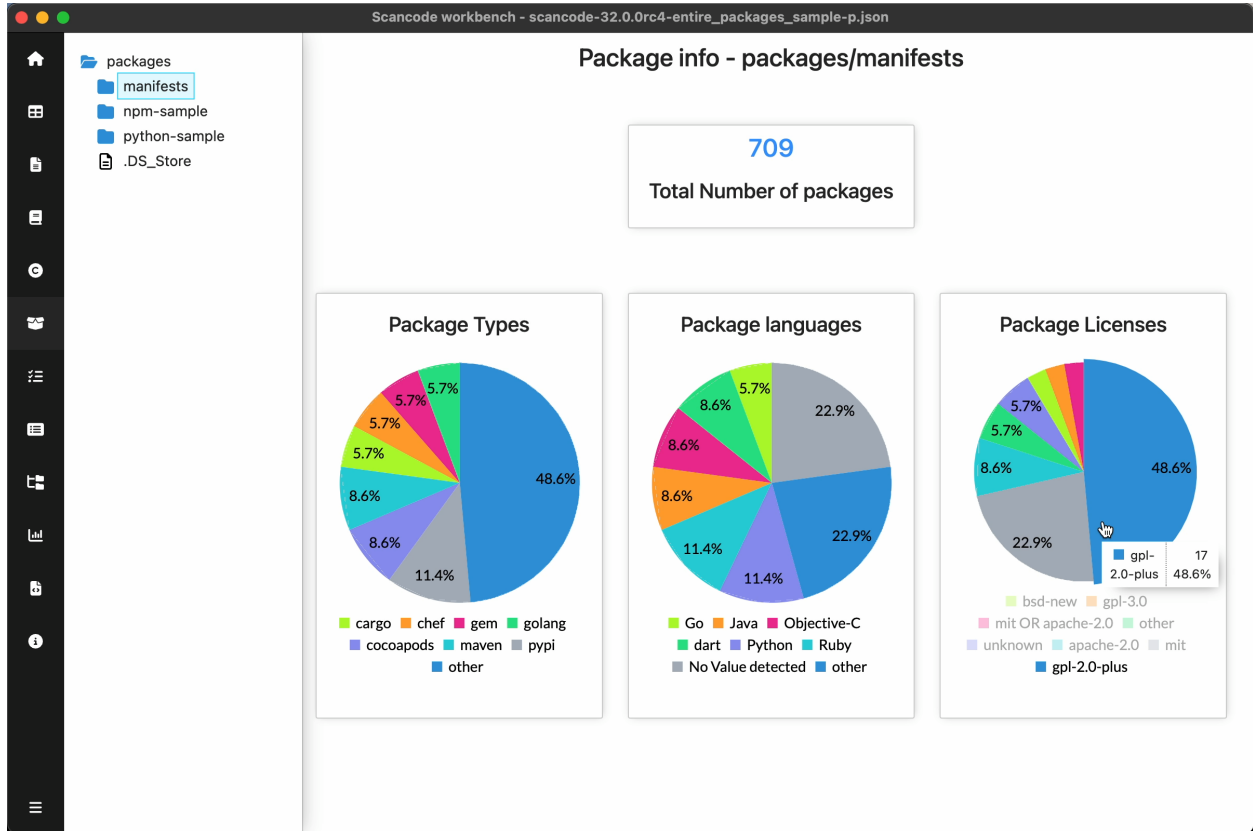 Scancode workbench - scancode-32.0.0rc4-entire_packages_sample-p.json
packages
manifests
npm-sample
python-sample
.DS_Store
Package info - packages/manifests
709
Total Number of packages
Package Types
5.7%
5.7%
5.7%
5.7%
8.6%
8.6%
11.4%
48.6%
cargo chef gem golang
cocoapods maven pypi
other
Package languages
5.7%
8.6%
8.6%
8.6%
11.4%
11.4%
22.9%
22.9%
Go Java Objective-C
dart Python Ruby
No Value detected other
Package Licenses
5.7%
5.7%
8.6%
22.9%
48.6%
gpl- 17
2.0-plus 48.6%
bsd-new gpl-3.0
mit OR apache-2.0 other
unknown apache-2.0 mit
gpl-2.0-plus